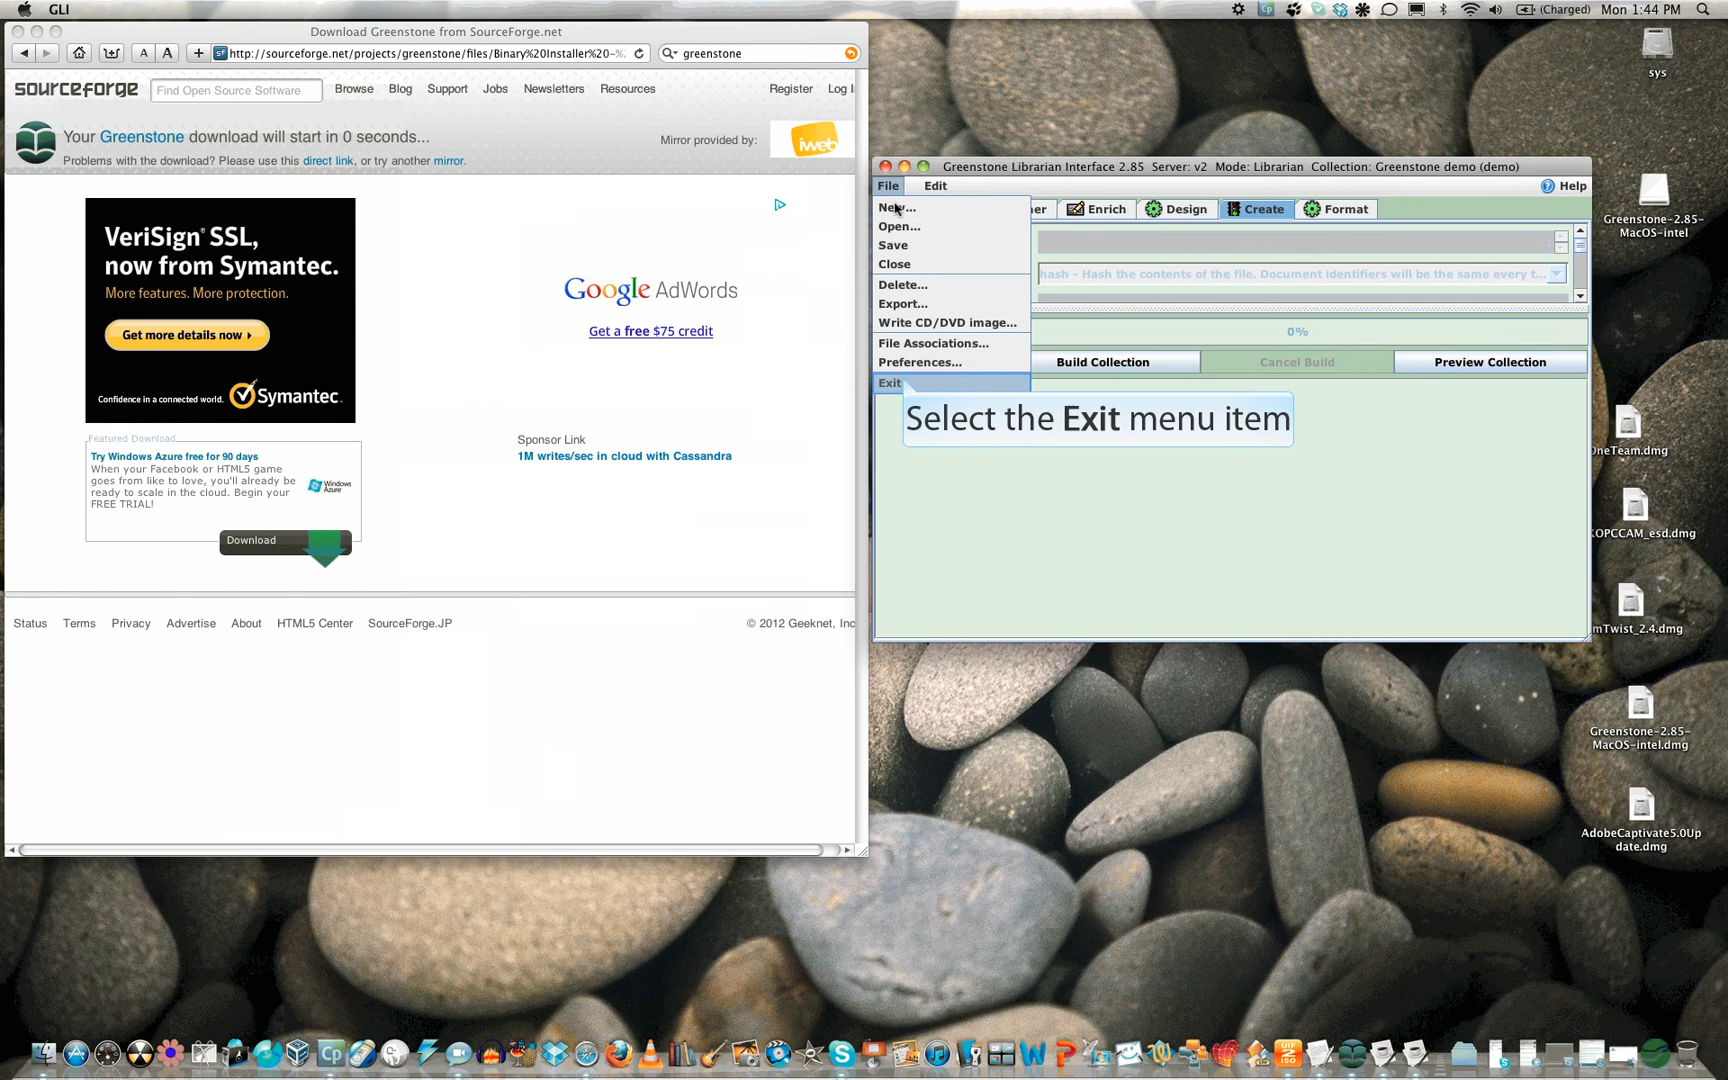 GLI
(Charged) Mon 1:44 PM
Download Greenstone from SourceForge.net
A A + http://sourceforge.net/projects/greenstone/files/Binary%20Installer%20-% greenstone
sourceforge Find Open Source Software Browse Blog Support Jobs Newsletters Resources Register Log
Your Greenstone download will start in 0 seconds...
Problems with the download? Please use this direct link, or try another mirror.
Mirror provided by: iweb
VeriSign® SSL,
now from Symantec.
More features. More protection.
Get more details now
Confidence in a connected world. Symantec.
Google AdWords
Get a free $75 credit
Featured Download
Try Windows Azure free for 90 days
When your Facebook or HTML5 game
goes from like to love, you'll already be
ready to scale in the cloud. Begin your
FREE TRIAL!
Windows
Azure
Download
Sponsor Link
1M writes/sec in cloud with Cassandra
Status Terms Privacy Advertise About HTML5 Center SourceForge.JP © 2012 Geeknet, Inc
Greenstone Librarian Interface 2.85 Server: v2 Mode: Librarian Collection: Greenstone demo (demo)
File Edit Help
her Enrich Design Create Format
New...
Open...
Save
Close
Delete...
Export...
Write CD/DVD image...
File Associations...
Preferences...
Exit
hash - Hash the contents of the file. Document identifiers will be the same every t...
0%
Build Collection Cancel Build Preview Collection
Select the Exit menu item
sys
Greenstone-2.85-
MacOS-intel
OneTeam.dmg
KOPCCAM_esd.dmg
mTwist_2.4.dmg
Greenstone-2.85-
MacOS-intel.dmg
AdobeCaptivate5.0Up
date.dmg